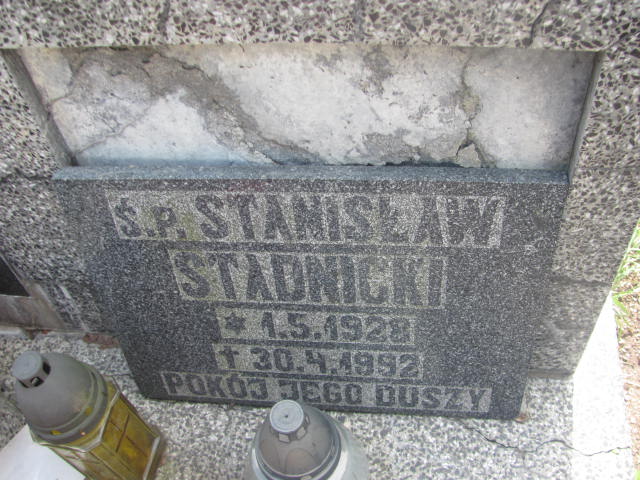 Ś.P. STANISŁAW
STADNICKI
* 1.5.1928
† 30.4.1992
POKÓJ JEGO DUSZY